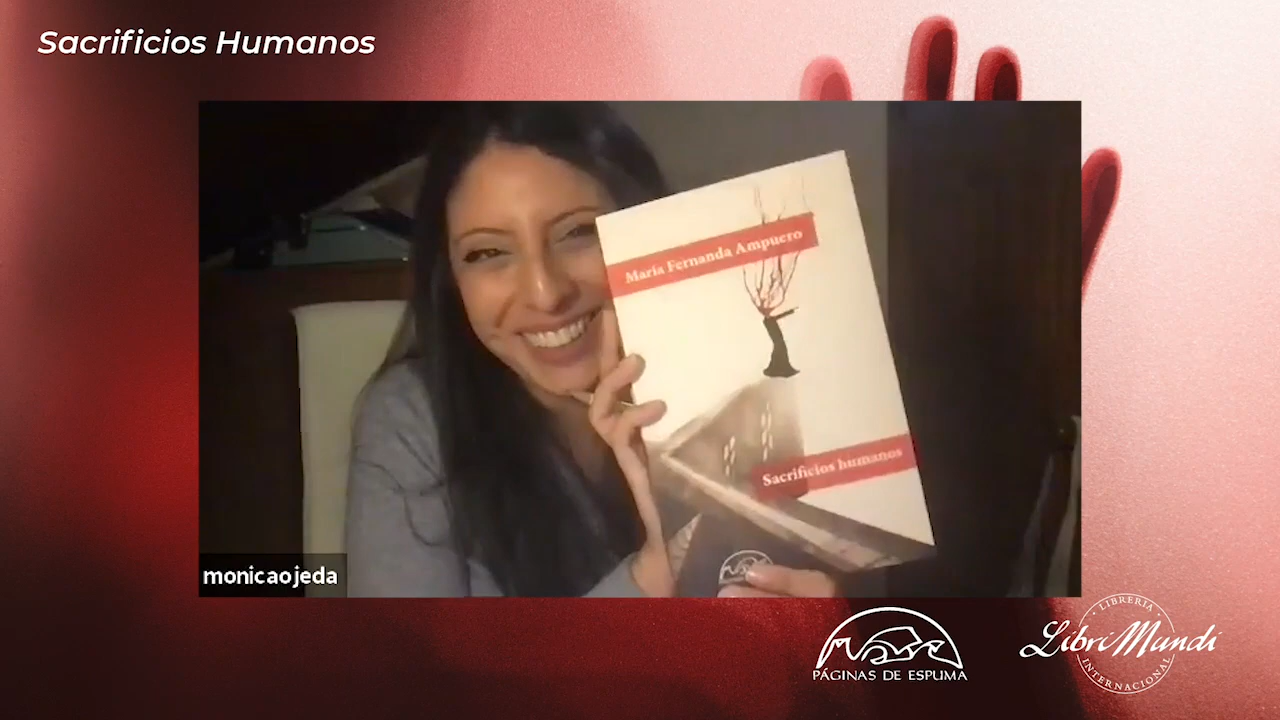 Sacrificios Humanos
María Fernanda Ampuero
Sacrificios humanos
monicaojeda
PÁGINAS DE ESPUMA
LIBRERÍA
LibriMundi
INTERNACIONAL